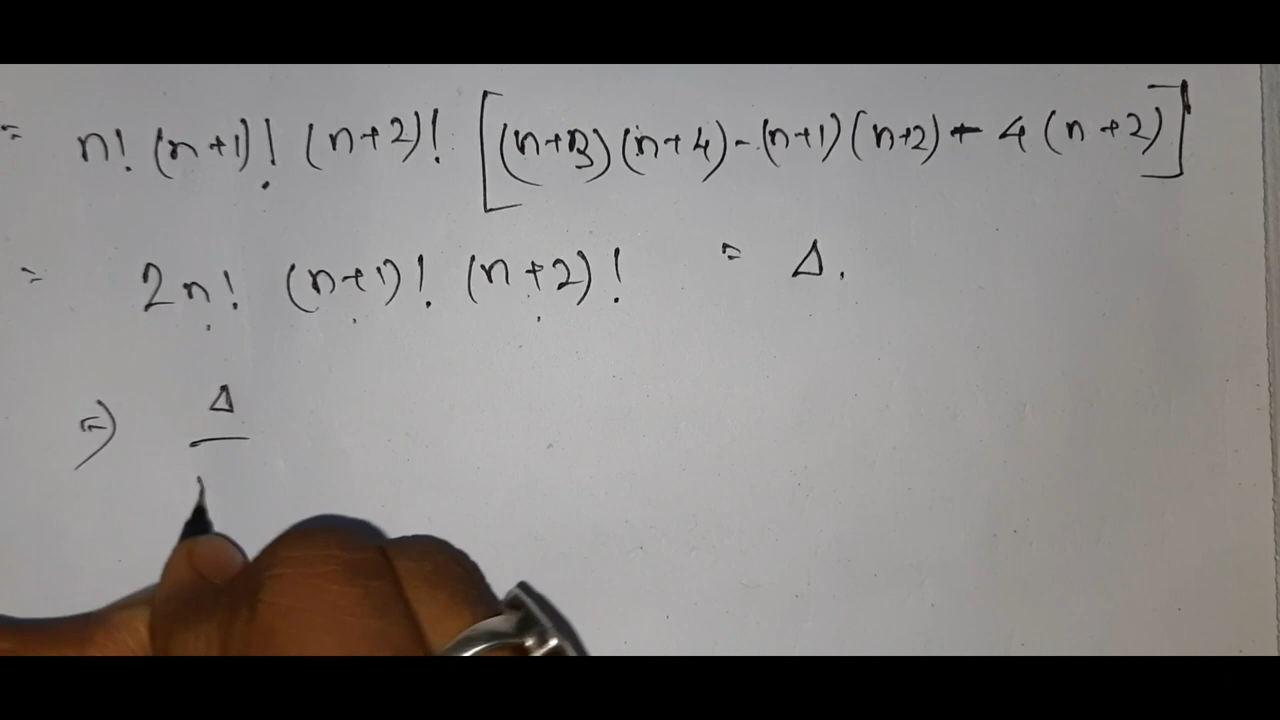 = n! (n+1)! (n+2)! [(n+3)(n+4)-(n+1)(n+2)-4(n+2)]
= 2n! (n+1)! (n+2)! = Δ.
⇒ Δ